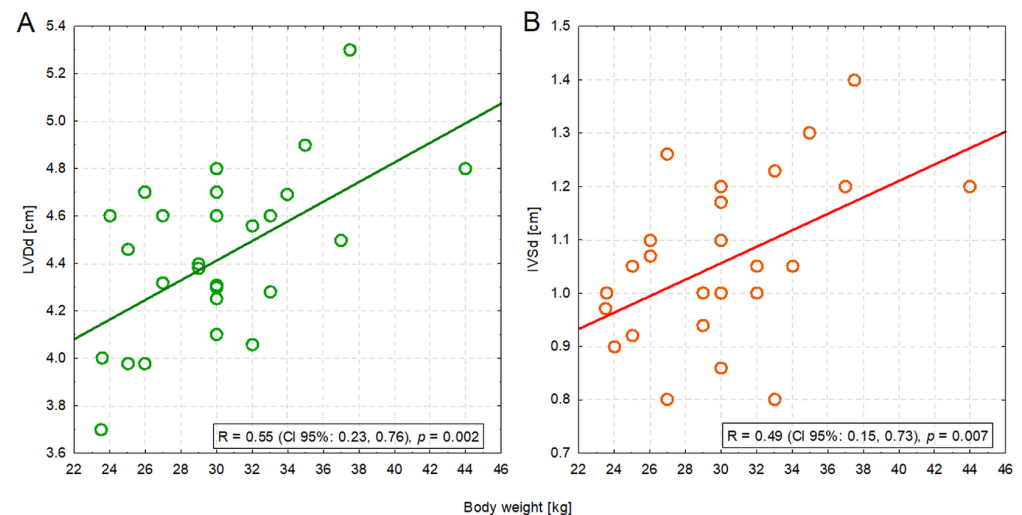 A
B
LVDd [cm]
5.4
5.2
5.0
4.8
4.6
4.4
4.2
4.0
3.8
3.6
R = 0.55 (CI 95%: 0.23, 0.76), p = 0.002
22 24 26 28 30 32 34 36 38 40 42 44 46
IVSd [cm]
1.5
1.4
1.3
1.2
1.1
1.0
0.9
0.8
0.7
R = 0.49 (CI 95%: 0.15, 0.73), p = 0.007
22 24 26 28 30 32 34 36 38 40 42 44 46
Body weight [kg]